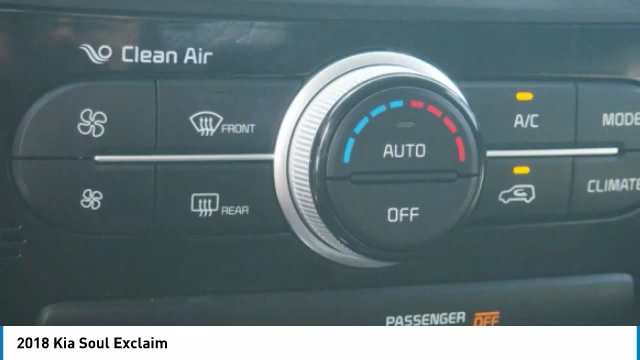 Clean Air
FRONT
A/C
MODE
AUTO
CLIMATE
REAR
OFF
PASSENGER OFF
2018 Kia Soul Exclaim